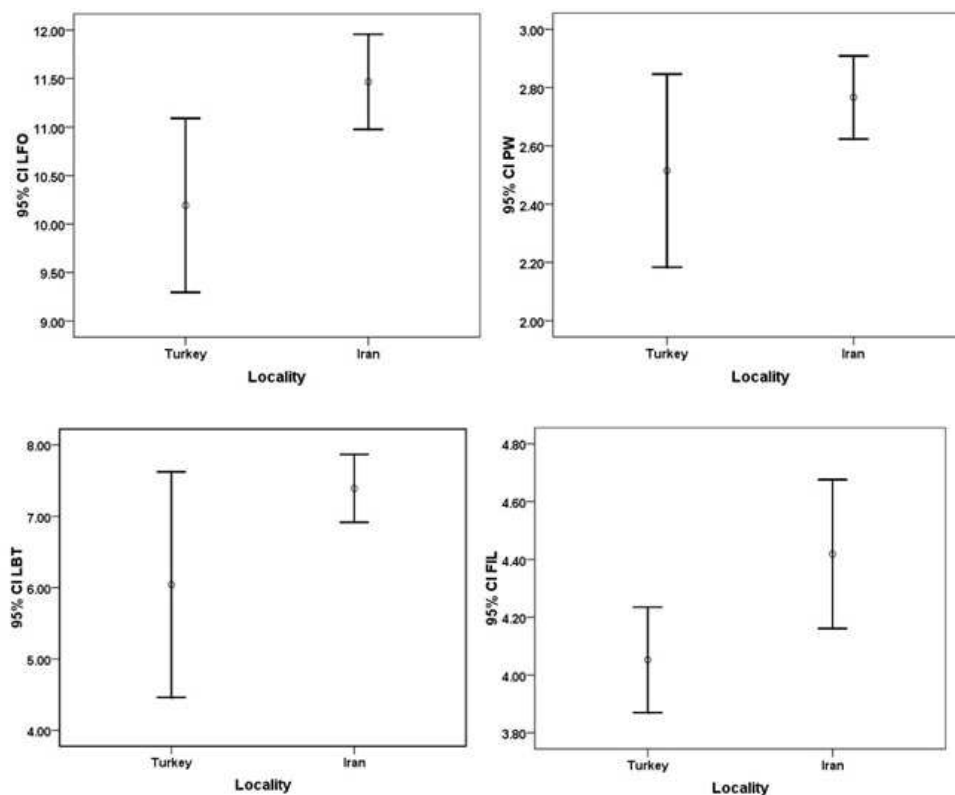 95% CI LFO
12.00
11.50
11.00
10.50
10.00
9.50
9.00
Turkey Iran
Locality
95% CI PW
3.00
2.80
2.60
2.40
2.20
2.00
Turkey Iran
Locality
95% CI LBT
8.00
7.00
6.00
5.00
4.00
Turkey Iran
Locality
95% CI FIL
4.80
4.60
4.40
4.20
4.00
3.80
Turkey Iran
Locality